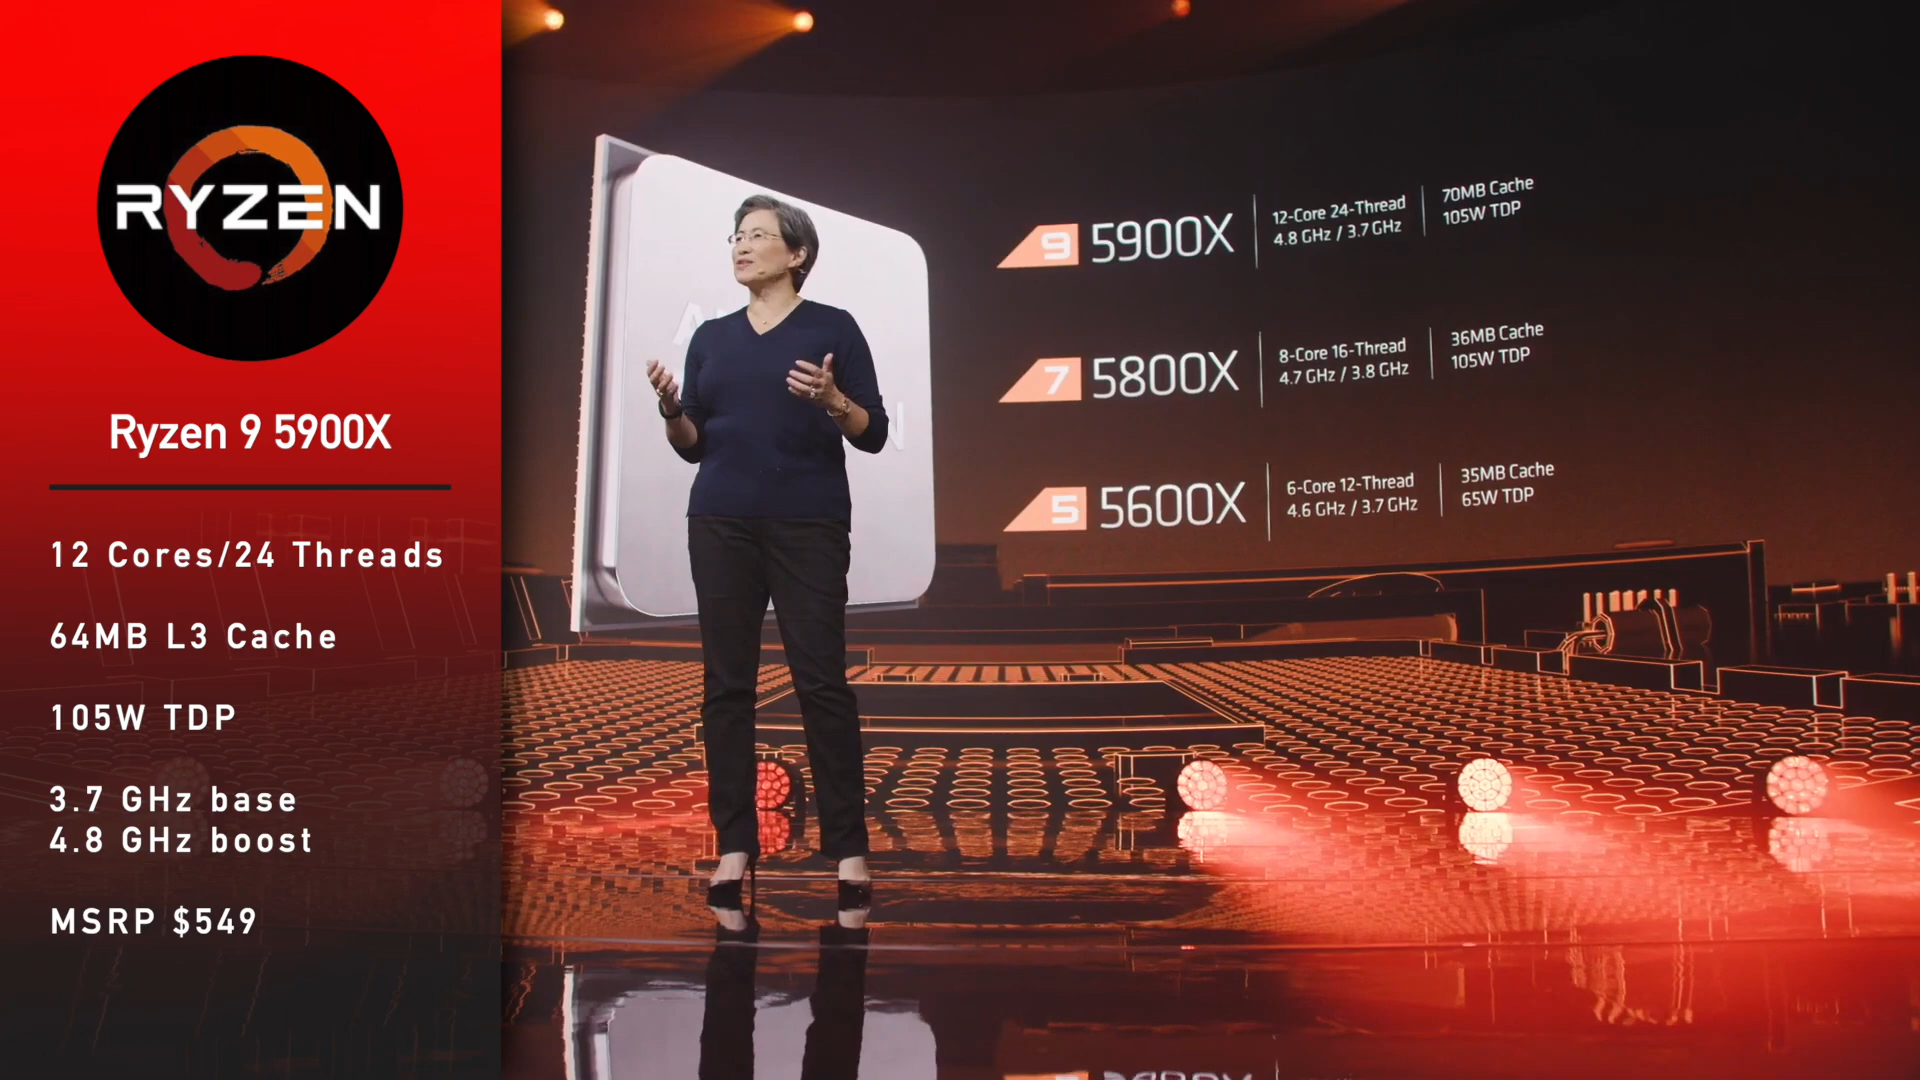 RYZEN
Ryzen 9 5900X
12 Cores/24 Threads
64MB L3 Cache
105W TDP
3.7 GHz base
4.8 GHz boost
MSRP $549
9 5900X
12-Core 24-Thread
4.8 GHz / 3.7 GHz
70MB Cache
105W TDP
7 5800X
8-Core 16-Thread
4.7 GHz / 3.8 GHz
36MB Cache
105W TDP
5 5600X
6-Core 12-Thread
4.6 GHz / 3.7 GHz
35MB Cache
65W TDP